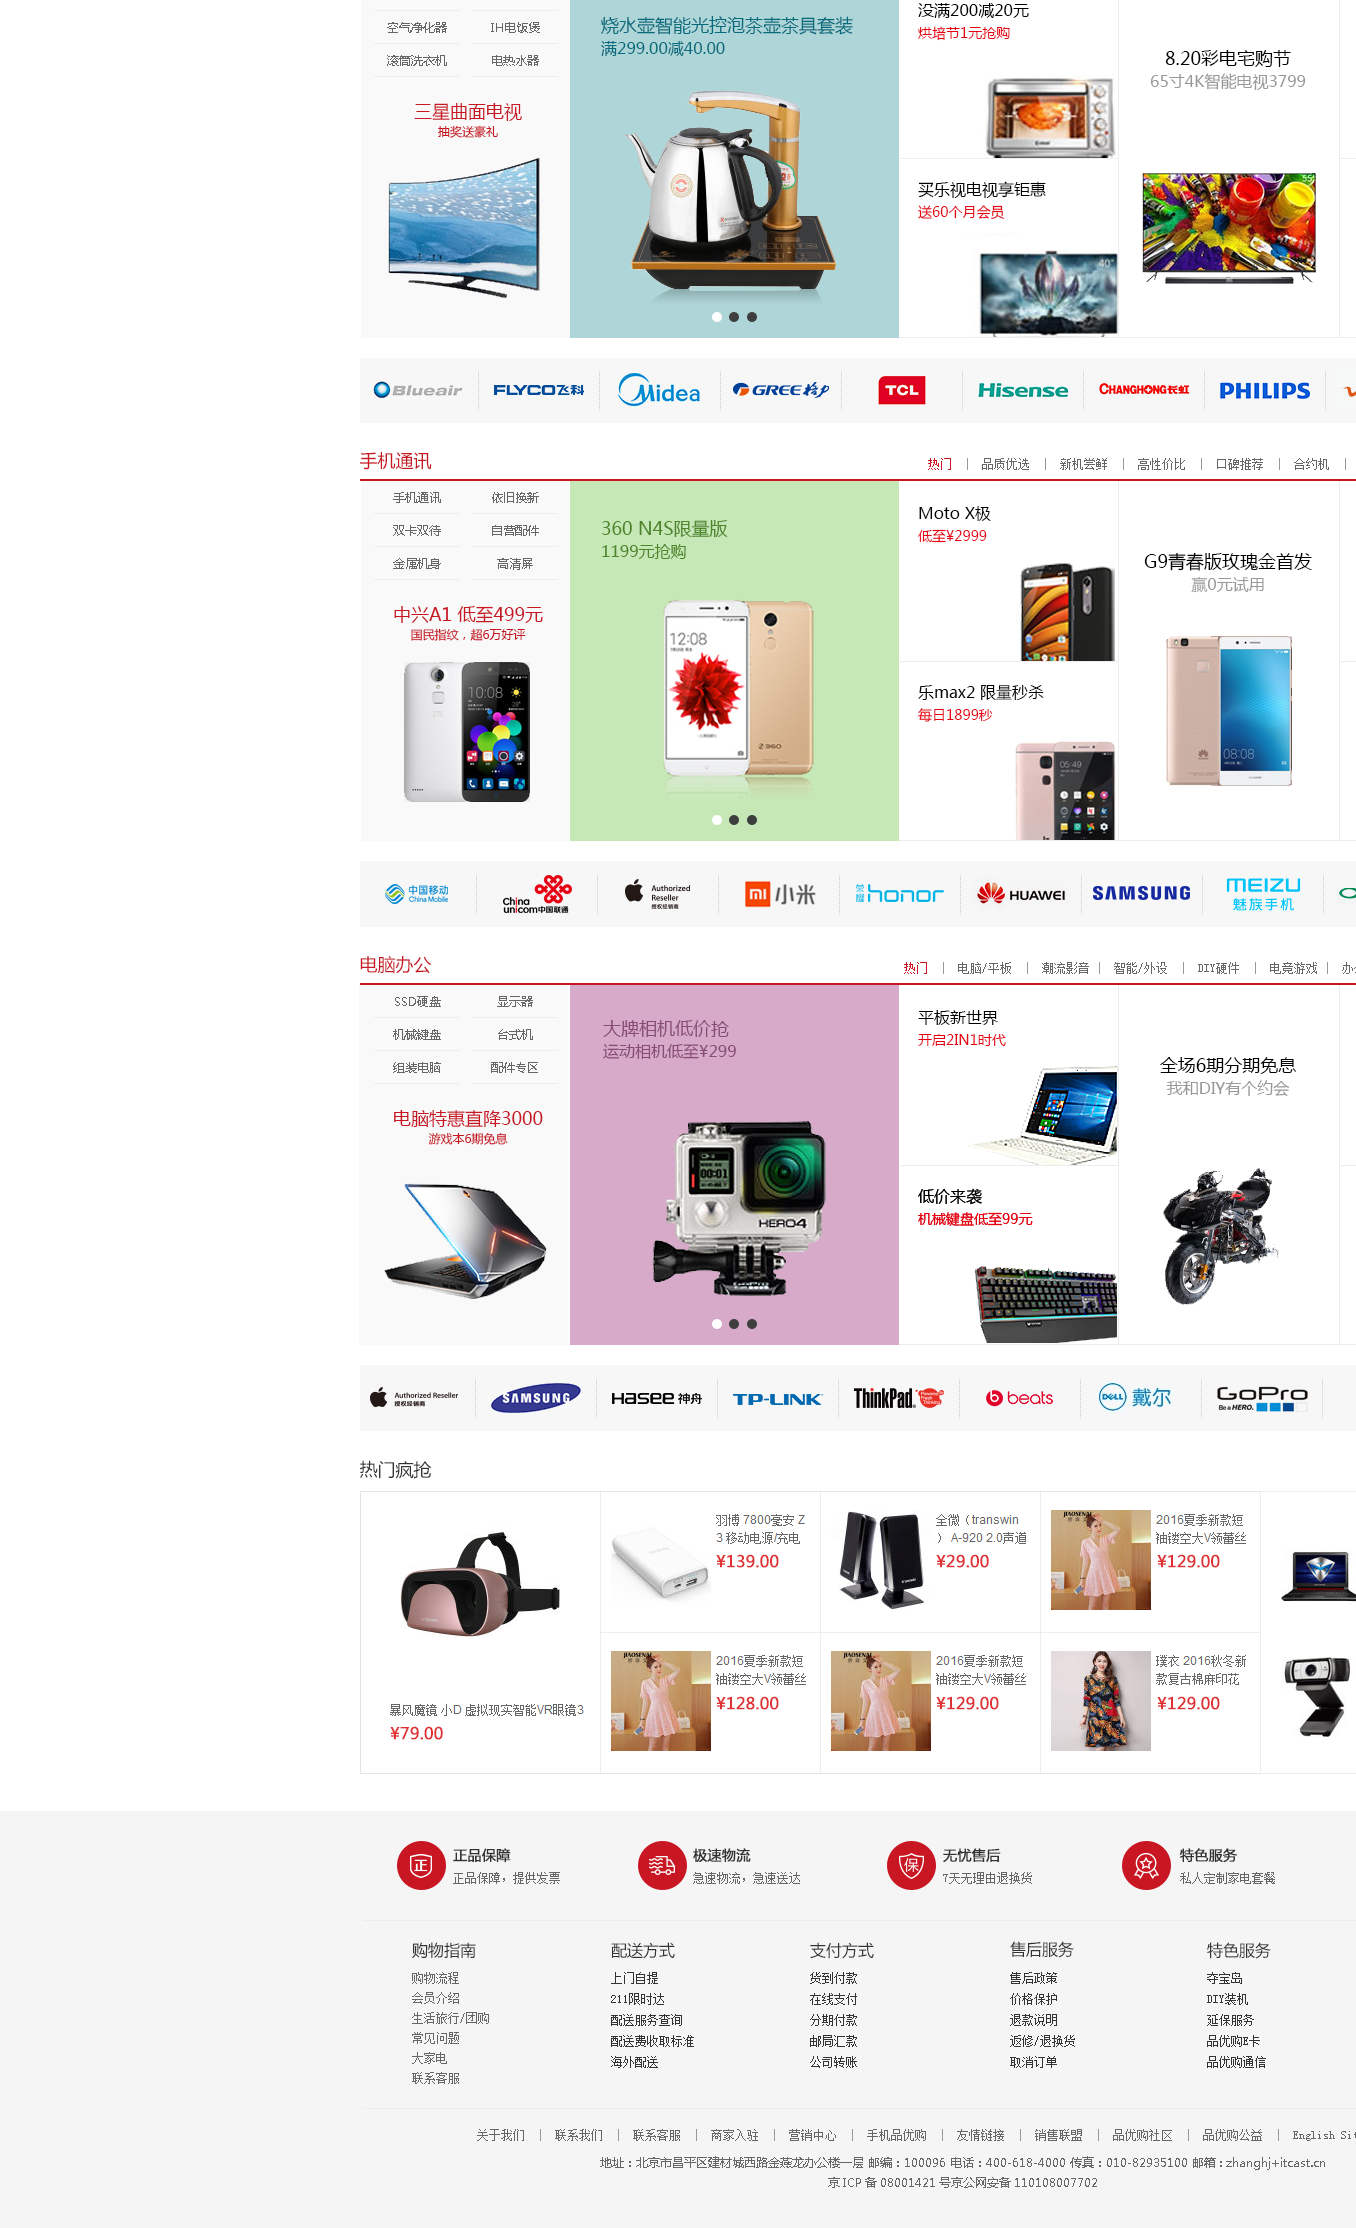 空气净化器
IH电饭煲
滚筒洗衣机
电热水器
三星曲面电视
抽奖送豪礼
烧水壶智能光控泡茶壶茶具套装
满299.00减40.00
没满200减20元
烘培节1元抢购
买乐视电视享钜惠
送60个月会员
40"
8.20彩电宅购节
65寸4K智能电视3799
55"
Blueair
FLYCO飞科
Midea
GREE格力
TCL
Hisense
CHANGHONG长虹
PHILIPS
手机通讯
热门
品质优选
新机尝鲜
高性价比
口碑推荐
合约机
手机通讯
依旧换新
双卡双待
自营配件
金属机身
高清屏
中兴A1 低至499元
国民指纹，超6万好评
10:08
360 N4S限量版
1199元抢购
12:08
360
Moto X极
低至¥2999
乐max2 限量秒杀
每日1899秒
05:49
G9青春版玫瑰金首发
赢0元试用
HUAWEI
08:08
中国移动
China Mobile
China
unicom中国联通
Authorized
Reseller
授权经销商
小米
荣耀honor
HUAWEI
SAMSUNG
MEIZU
魅族手机
电脑办公
热门
电脑/平板
潮流影音
智能/外设
DIY硬件
电竟游戏
办
SSD硬盘
显示器
机械键盘
台式机
组装电脑
配件专区
电脑特惠直降3000
游戏本6期免息
大牌相机低价抢
运动相机低至¥299
00:01
HERO4
平板新世界
开启2IN1时代
低价来袭
机械键盘低至99元
全场6期分期免息
我和DIY有个约会
Authorized Reseller
授权经销商
SAMSUNG
HASEE 神舟
TP-LINK
ThinkPad
beats
DELL 戴尔
GoPro
Be a HERO.
热门疯抢
暴风魔镜 小D 虚拟现实智能VR眼镜3
¥79.00
羽博 7800毫安 Z
3 移动电源/充电
¥139.00
全微（transwin
） A-920 2.0声道
¥29.00
JIAOSENAI
2016夏季新款短
袖镂空大V领蕾丝
¥129.00
JIAOSENAI
2016夏季新款短
袖镂空大V领蕾丝
¥128.00
JIAOSENAI
2016夏季新款短
袖镂空大V领蕾丝
¥129.00
璞衣 2016秋冬新
款复古棉麻印花
¥129.00
正
正品保障
正品保障，提供发票
极速物流
急速物流，急速送达
保
无忧售后
7天无理由退换货
特色服务
私人定制家电套餐
购物指南
购物流程
会员介绍
生活旅行/团购
常见问题
大家电
联系客服
配送方式
上门自提
211限时达
配送服务查询
配送费收取标准
海外配送
支付方式
货到付款
在线支付
分期付款
邮局汇款
公司转账
售后服务
售后政策
价格保护
退款说明
返修/退换货
取消订单
特色服务
夺宝岛
DIY装机
延保服务
品优购E卡
品优购通信
关于我们
联系我们
联系客服
商家入驻
营销中心
手机品优购
友情链接
销售联盟
品优购社区
品优购公益
English Sit
地址：北京市昌平区建材城西路金燕龙办公楼一层 邮编：100096 电话：400-618-4000 传真：010-82935100 邮箱：zhanghj+itcast.cn
京ICP备08001421号京公网安备110108007702